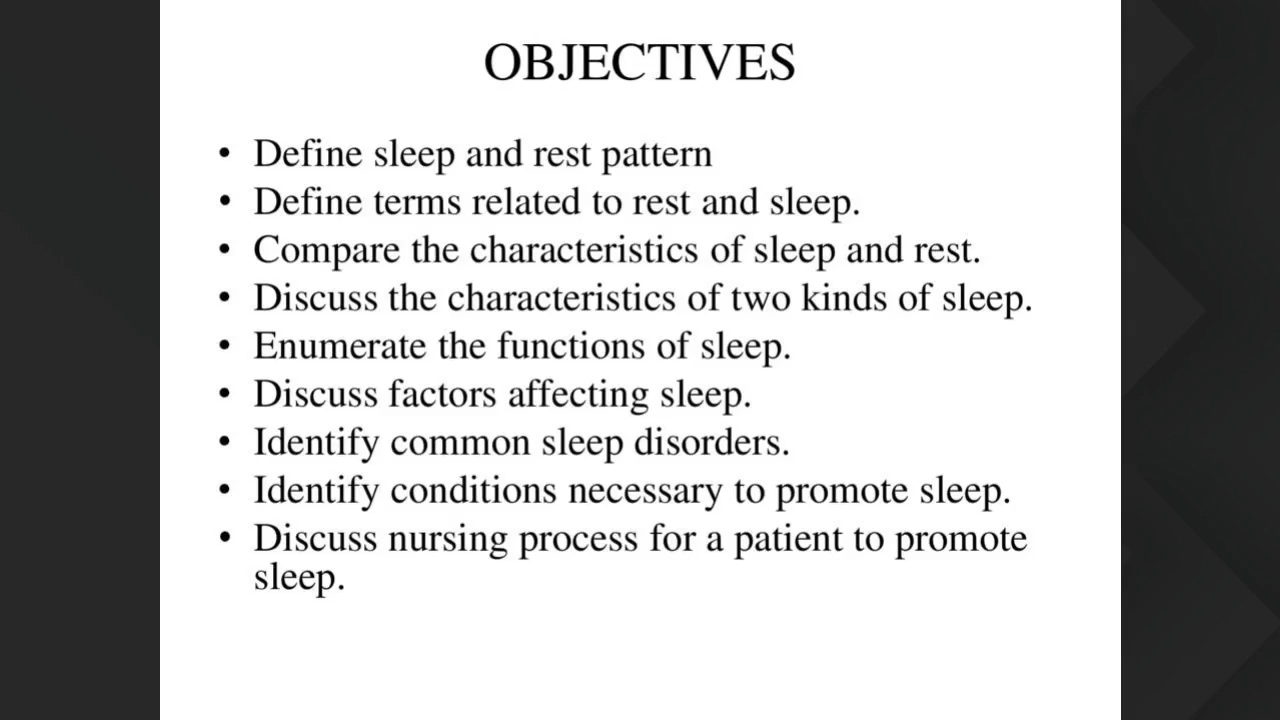 OBJECTIVES
• Define sleep and rest pattern
• Define terms related to rest and sleep.
• Compare the characteristics of sleep and rest.
• Discuss the characteristics of two kinds of sleep.
• Enumerate the functions of sleep.
• Discuss factors affecting sleep.
• Identify common sleep disorders.
• Identify conditions necessary to promote sleep.
• Discuss nursing process for a patient to promote
sleep.